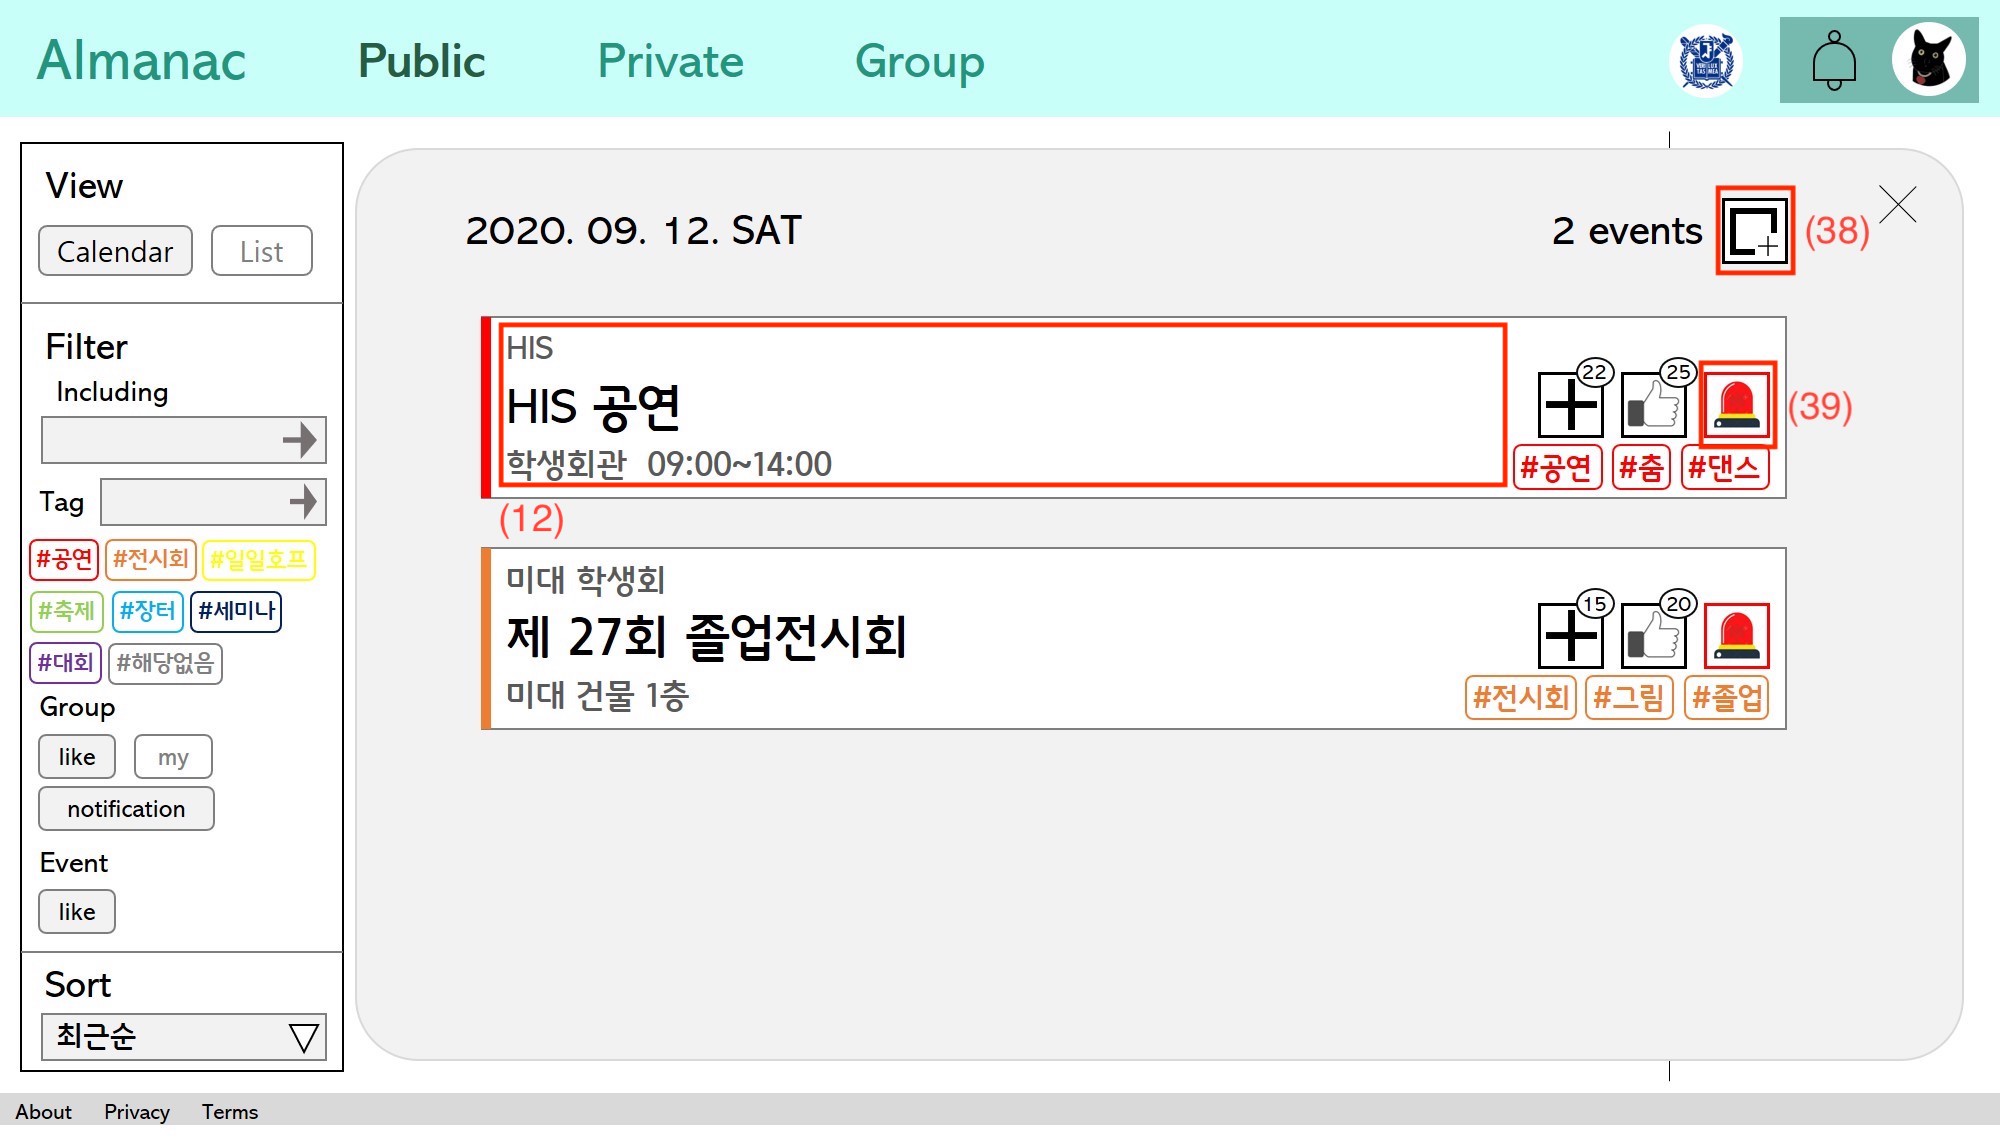 Almanac Public Private Group
View
Calendar List
Filter
Including
Tag
#공연 #전시회 #일일호프
#축제 #장터 #세미나
#대회 #해당없음
Group
like my
notification
Event
like
Sort
최근순
2020. 09. 12. SAT 2 events (38)
HIS
HIS 공연
학생회관 09:00~14:00
22 25 (39)
#공연 #춤 #댄스
(12)
미대 학생회
제 27회 졸업전시회
미대 건물 1층
15 20
#전시회 #그림 #졸업
About Privacy Terms